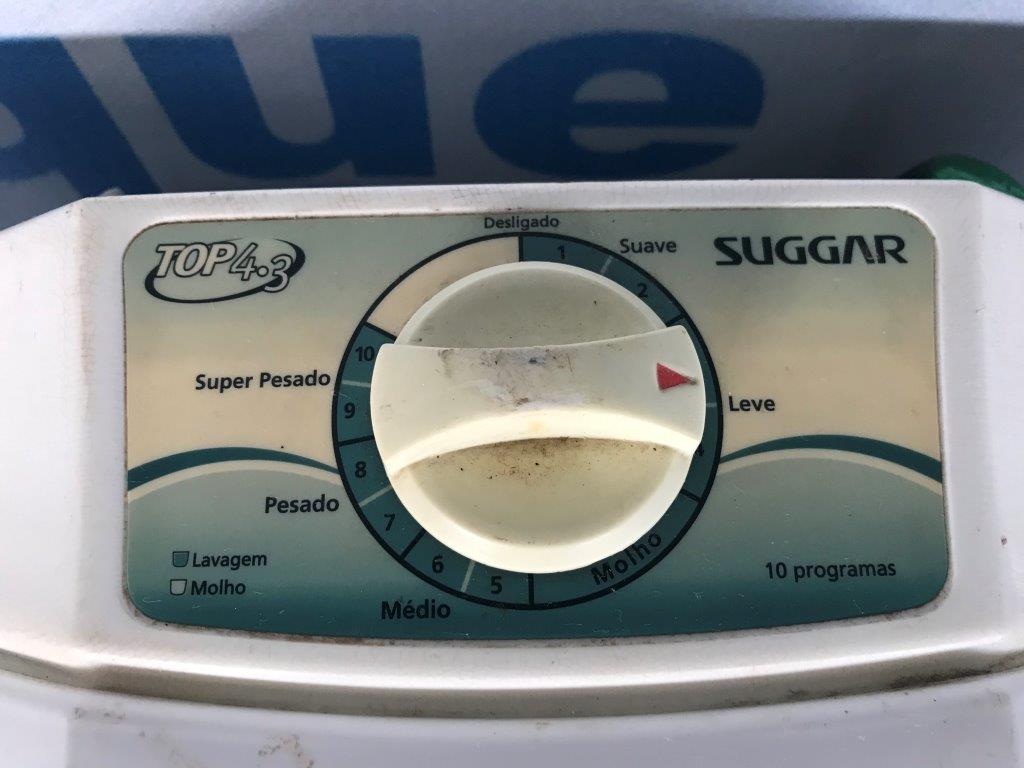 ue
Desligado
TOP 4.3
1
Suave
SUGGAR
2
10
Super Pesado
9
Leve
8
Pesado
7
6
5
Molho
Médio
Lavagem
Molho
10 programas